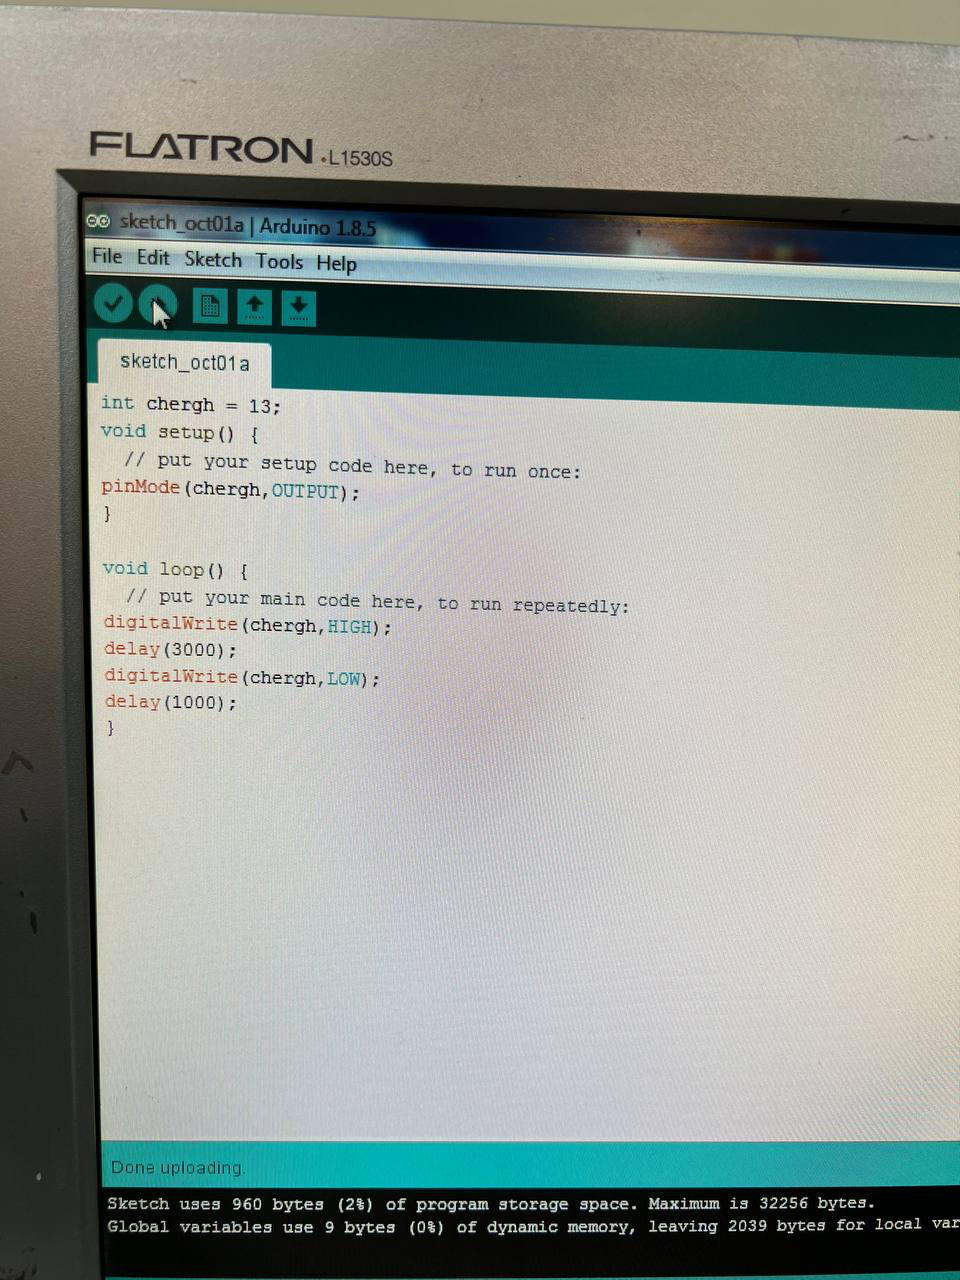 FLATRON L1530S
sketch_oct01a | Arduino 1.8.5
File Edit Sketch Tools Help
sketch_oct01a
int chergh = 13;
void setup() {
  // put your setup code here, to run once:
pinMode(chergh,OUTPUT);
}
void loop() {
  // put your main code here, to run repeatedly:
digitalWrite(chergh,HIGH);
delay(3000);
digitalWrite(chergh,LOW);
delay(1000);
}
Done uploading.
Sketch uses 960 bytes (2%) of program storage space. Maximum is 32256 bytes.
Global variables use 9 bytes (0%) of dynamic memory, leaving 2039 bytes for local